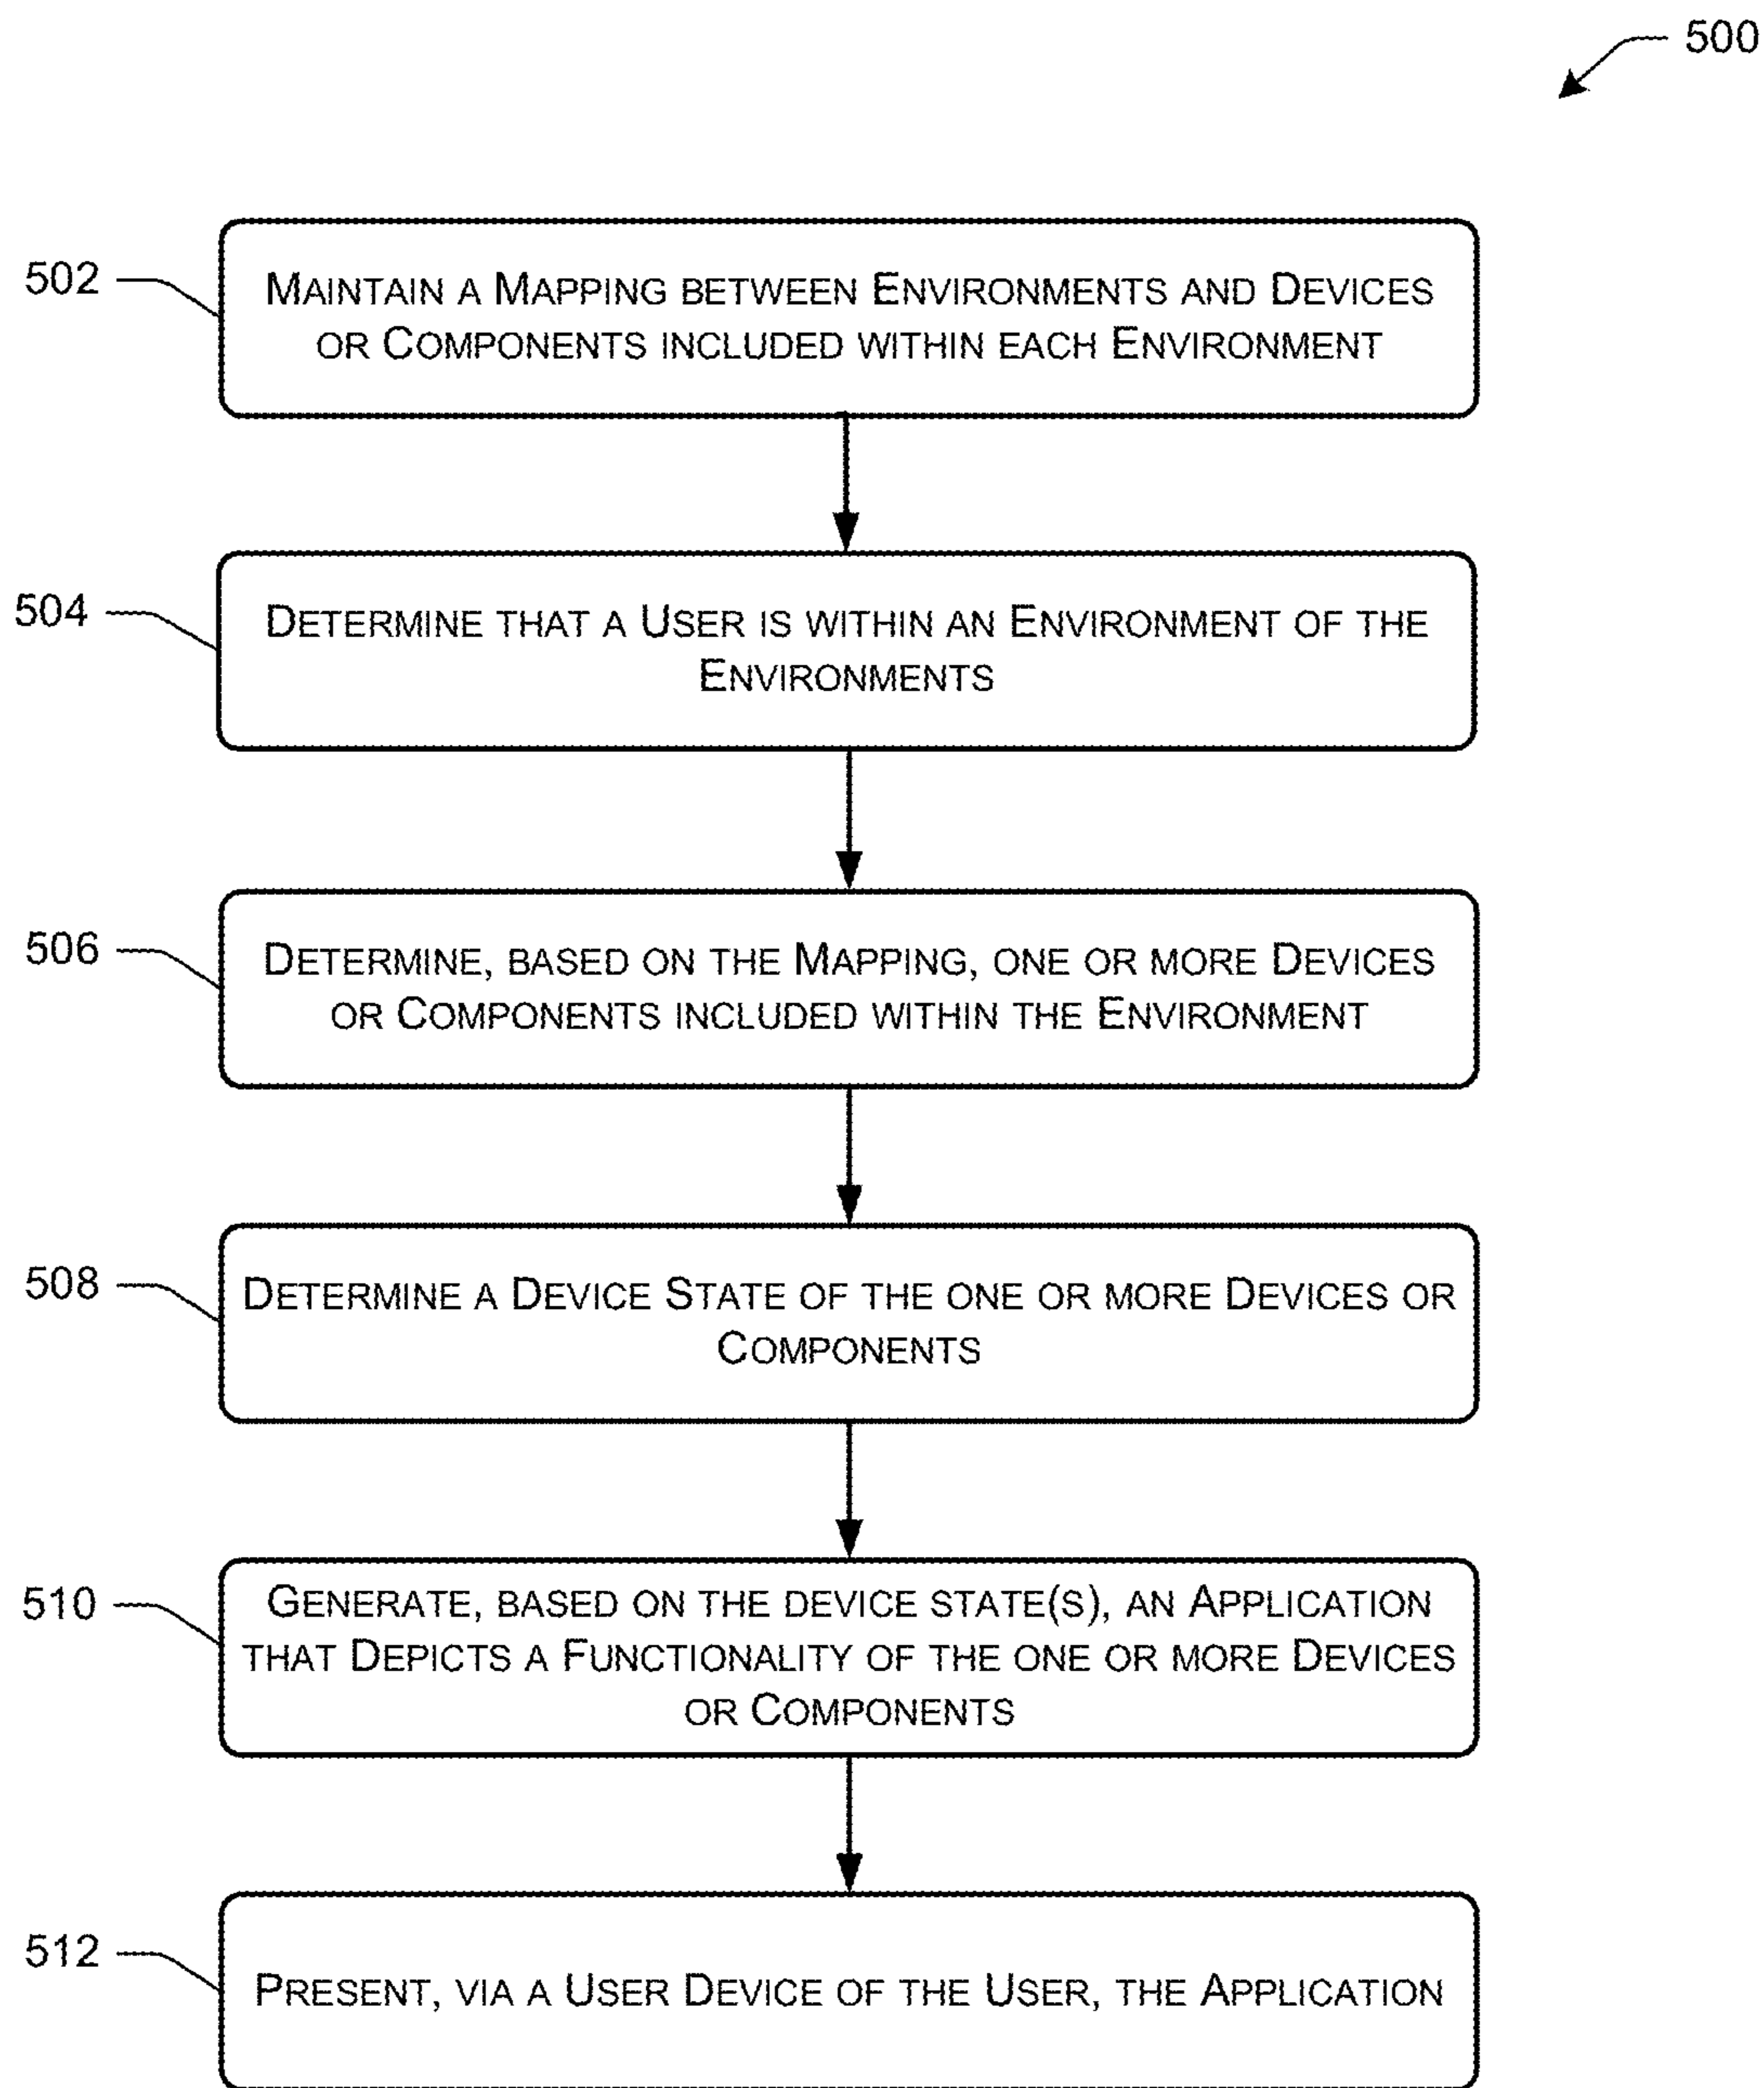 500
502
MAINTAIN A MAPPING BETWEEN ENVIRONMENTS AND DEVICES
OR COMPONENTS INCLUDED WITHIN EACH ENVIRONMENT
504
DETERMINE THAT A USER IS WITHIN AN ENVIRONMENT OF THE
ENVIRONMENTS
506
DETERMINE, BASED ON THE MAPPING, ONE OR MORE DEVICES
OR COMPONENTS INCLUDED WITHIN THE ENVIRONMENT
508
DETERMINE A DEVICE STATE OF THE ONE OR MORE DEVICES OR
COMPONENTS
510
GENERATE, BASED ON THE DEVICE STATE(S), AN APPLICATION
THAT DEPICTS A FUNCTIONALITY OF THE ONE OR MORE DEVICES
OR COMPONENTS
512
PRESENT, VIA A USER DEVICE OF THE USER, THE APPLICATION